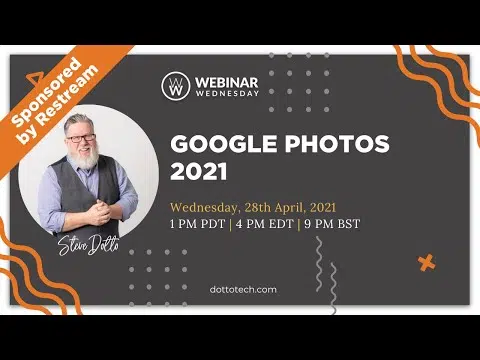 Sponsored
by Restream
WEBINAR
WEDNESDAY
GOOGLE PHOTOS
2021
Wednesday, 28th April, 2021
1 PM PDT | 4 PM EDT | 9 PM BST
Steve Dotto
dottotech.com